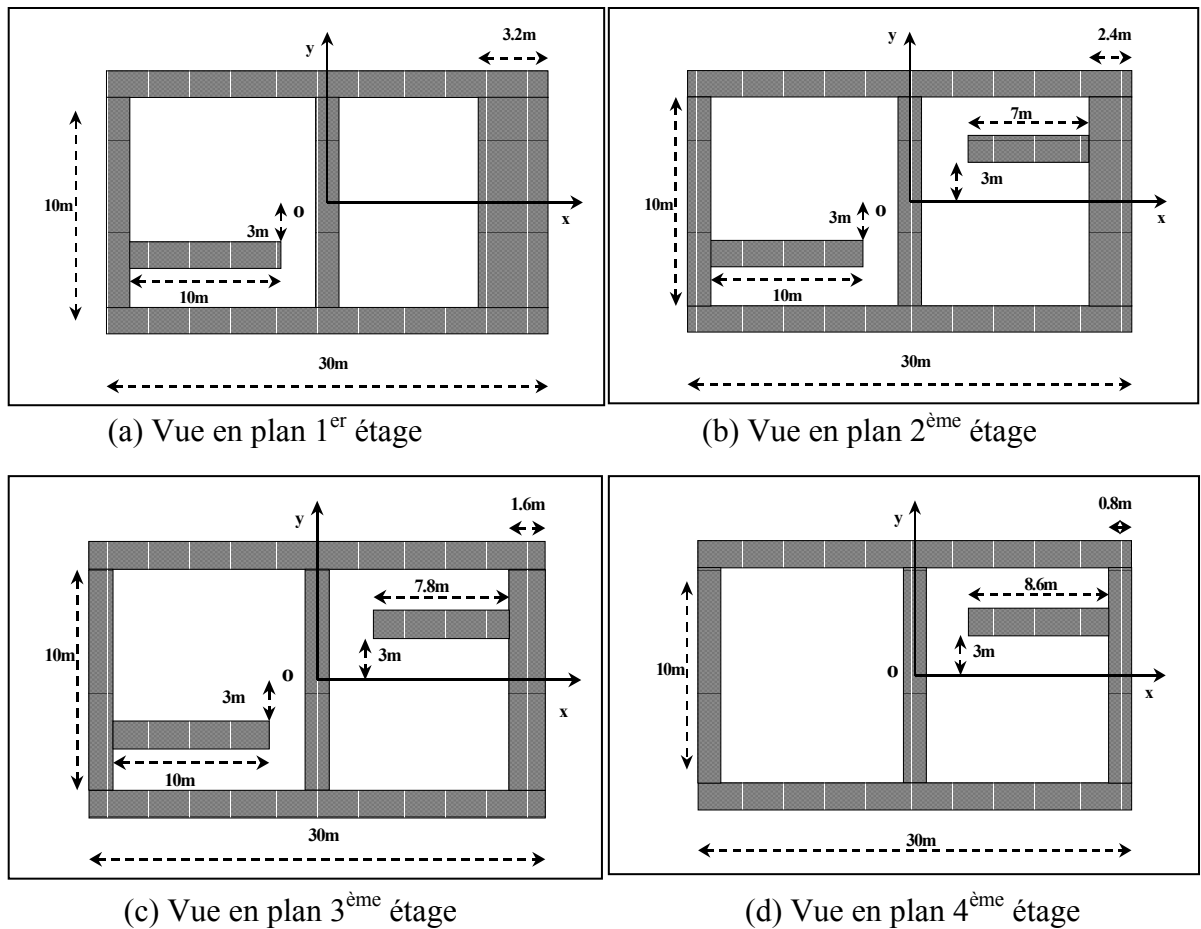 3.2m
y
10m
3m
o
x
10m
30m
(a) Vue en plan 1er étage
2.4m
y
7m
10m
3m
3m
o
x
10m
30m
(b) Vue en plan 2ème étage
1.6m
y
7.8m
10m
3m
3m
o
x
10m
30m
(c) Vue en plan 3ème étage
0.8m
y
8.6m
10m
3m
o
x
30m
(d) Vue en plan 4ème étage